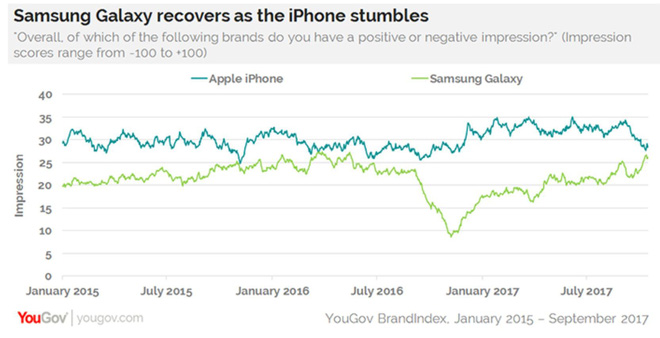 Samsung Galaxy recovers as the iPhone stumbles
"Overall, of which of the following brands do you have a positive or negative impression?" (Impression
scores range from -100 to +100)
Apple iPhone Samsung Galaxy
40
35
30
25
20
15
10
5
0
Impression
January 2015 July 2015 January 2016 July 2016 January 2017 July 2017
YouGov | yougov.com YouGov BrandIndex, January 2015 – September 2017